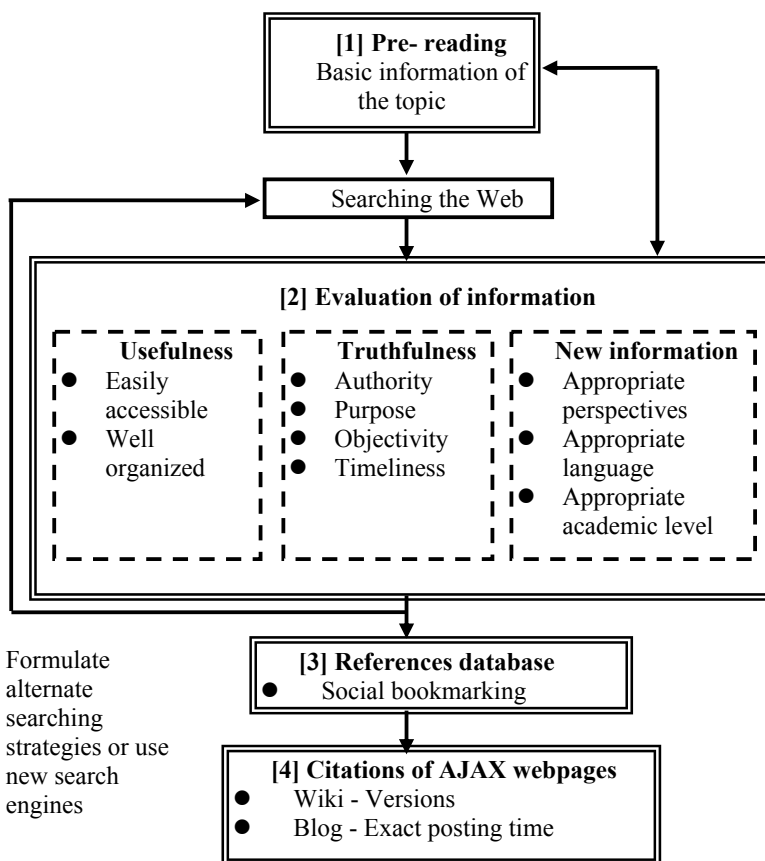 [1] Pre- reading
Basic information of
the topic
Searching the Web
[2] Evaluation of information
Usefulness
● Easily
accessible
● Well
organized
Truthfulness
● Authority
● Purpose
● Objectivity
● Timeliness
New information
● Appropriate
perspectives
● Appropriate
language
● Appropriate
academic level
Formulate
alternate
searching
strategies or use
new search
engines
[3] References database
● Social bookmarking
[4] Citations of AJAX webpages
● Wiki - Versions
● Blog - Exact posting time